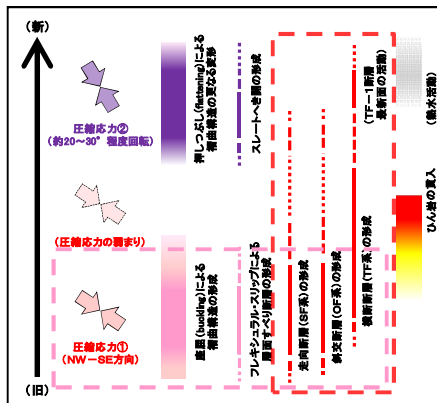 (新)
圧縮応力②
(約20～30°程度回転)
(圧縮応力の弱まり)
圧縮応力①
(NW－SE方向)
(旧)
押しつぶし(flattening)による
褶曲構造の更なる変形
座屈(buckling)による
褶曲構造の形成
スレートへき開の形成
フレキシュラル・スリップによる
層面すべり断層の形成
走向断層(SF系)の形成
斜交断層(OF系)の形成
横断断層(TF系)の形成
(TF－1断層
最新面の活動)
(熱水活動)
ひん岩の貫入